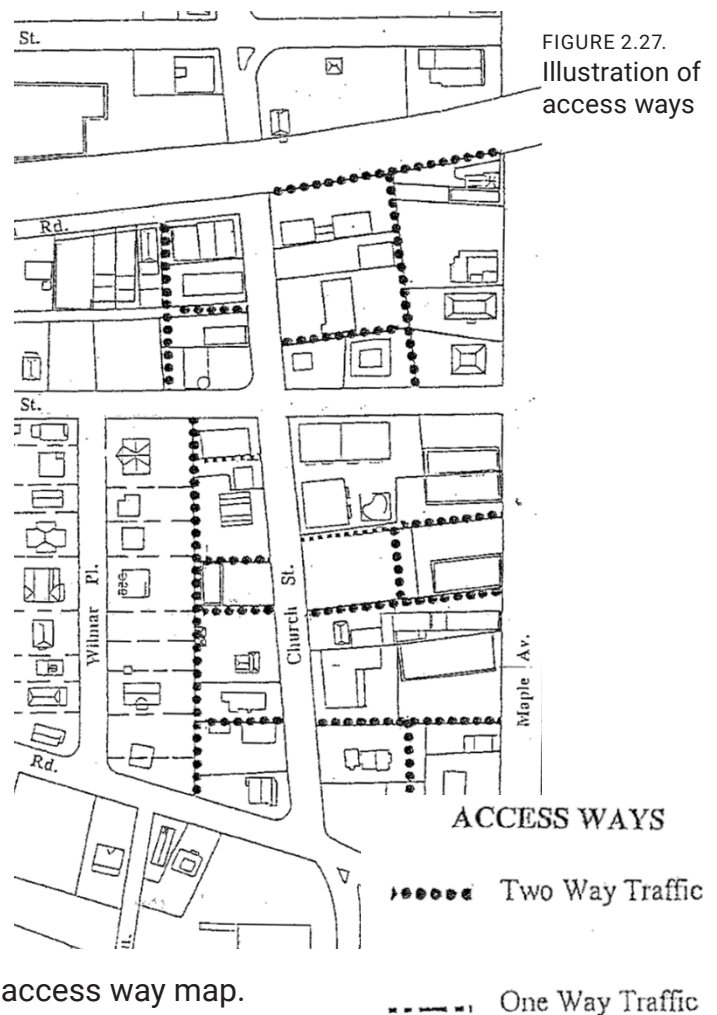 St.
FIGURE 2.27.
Illustration of
access ways
Rd.
St.
Wilmar Pl.
Church St.
Maple Av.
Rd.
ACCESS WAYS
Two Way Traffic
One Way Traffic
access way map.